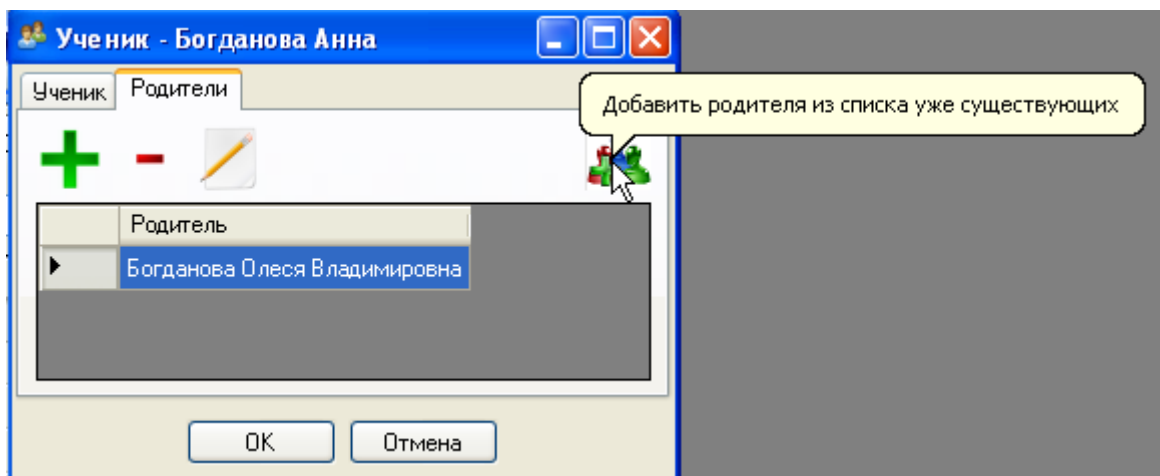 Ученик - Богданова Анна
Ученик Родители
Добавить родителя из списка уже существующих
Родитель
Богданова Олеся Владимировна
OK Отмена